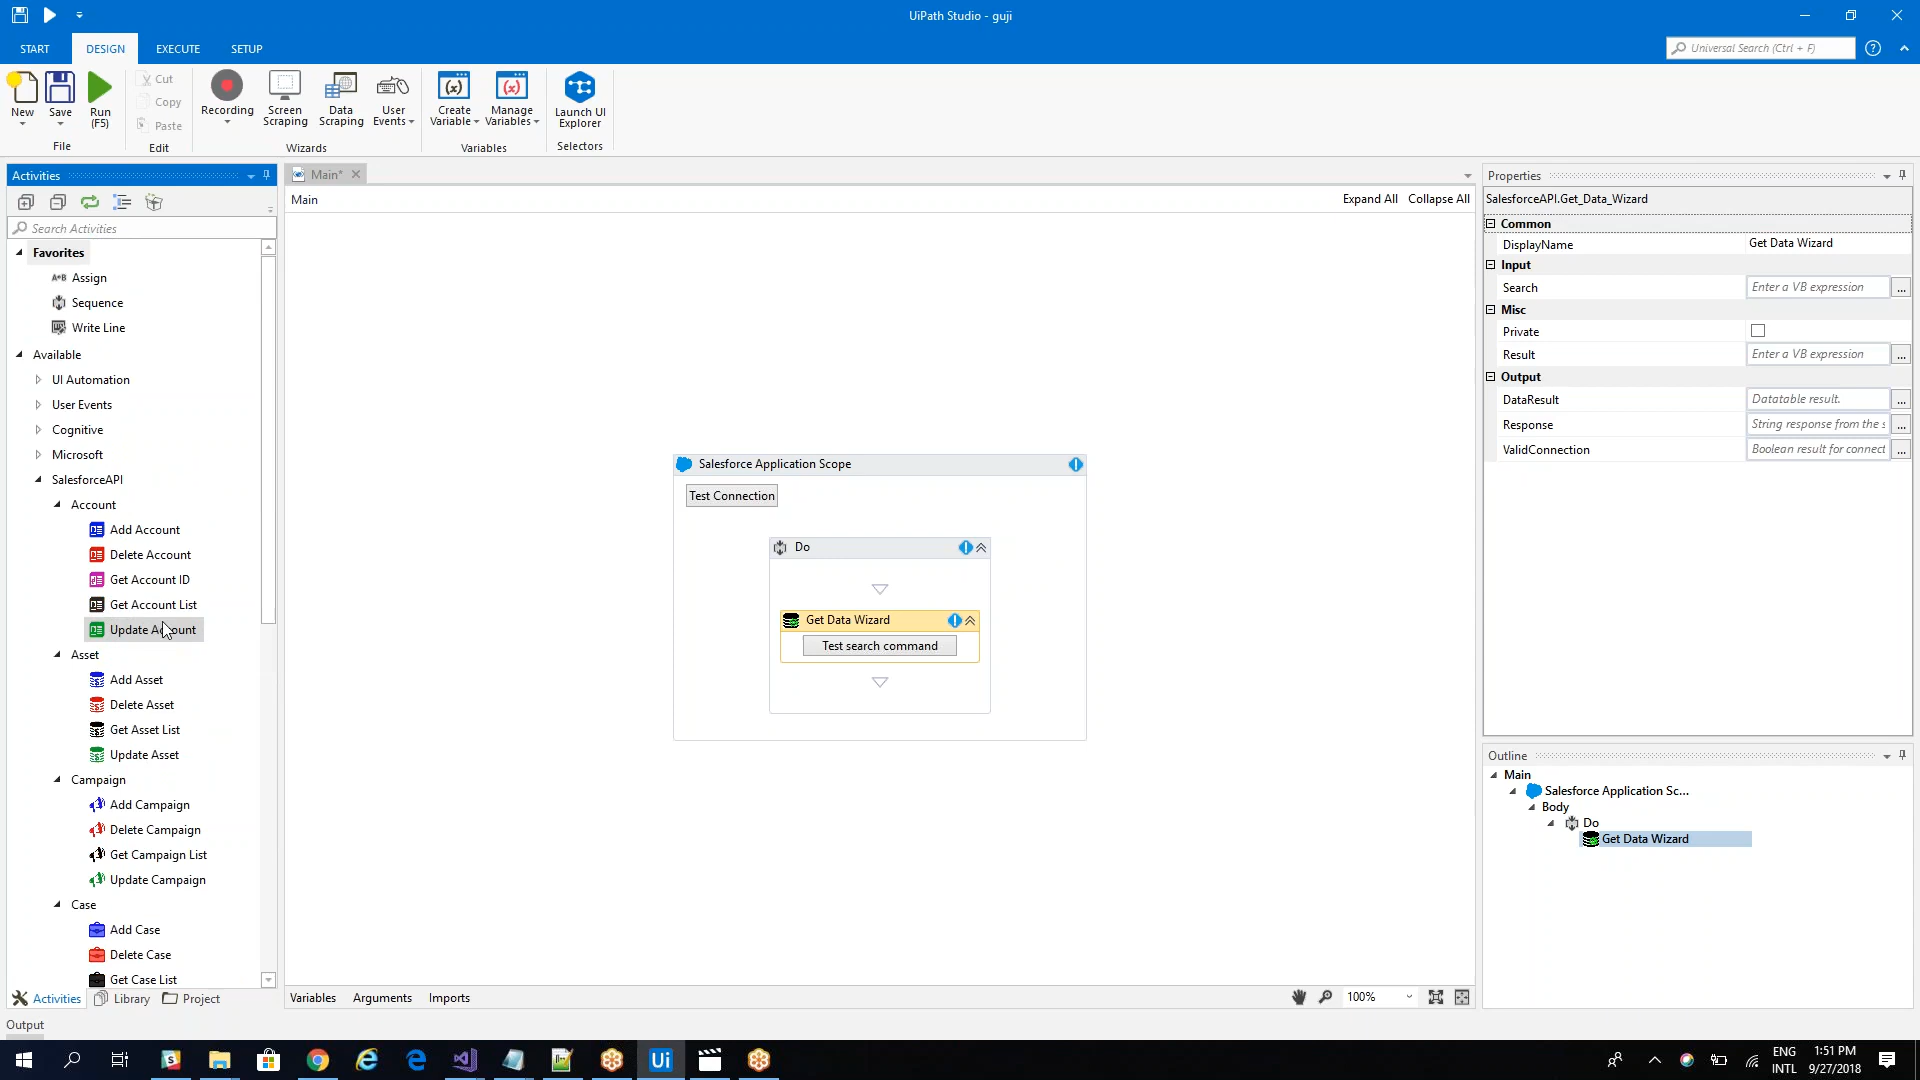 UiPath Studio - guji
START
DESIGN
EXECUTE
SETUP
Universal Search (Ctrl + F)
New
Save
Run
(F5)
File
Cut
Copy
Paste
Edit
Recording
Screen
Scraping
Data
Scraping
User
Events
Wizards
Create
Variable
Manage
Variables
Variables
Launch UI
Explorer
Selectors
Activities
Search Activities
Favorites
Assign
Sequence
Write Line
Available
UI Automation
User Events
Cognitive
Microsoft
SalesforceAPI
Account
Add Account
Delete Account
Get Account ID
Get Account List
Update Account
Asset
Add Asset
Delete Asset
Get Asset List
Update Asset
Campaign
Add Campaign
Delete Campaign
Get Campaign List
Update Campaign
Case
Add Case
Delete Case
Get Case List
Activities
Library
Project
Output
Main*
Main
Expand All
Collapse All
Salesforce Application Scope
Test Connection
Do
Get Data Wizard
Test search command
Variables
Arguments
Imports
100%
Properties
SalesforceAPI.Get_Data_Wizard
Common
DisplayName
Get Data Wizard
Input
Search
Enter a VB expression
...
Misc
Private
Result
Enter a VB expression
...
Output
DataResult
Datatable result.
...
Response
String response from the s
...
ValidConnection
Boolean result for connect
...
Outline
Main
Salesforce Application Sc...
Body
Do
Get Data Wizard
Ui
ENG
INTL
1:51 PM
9/27/2018